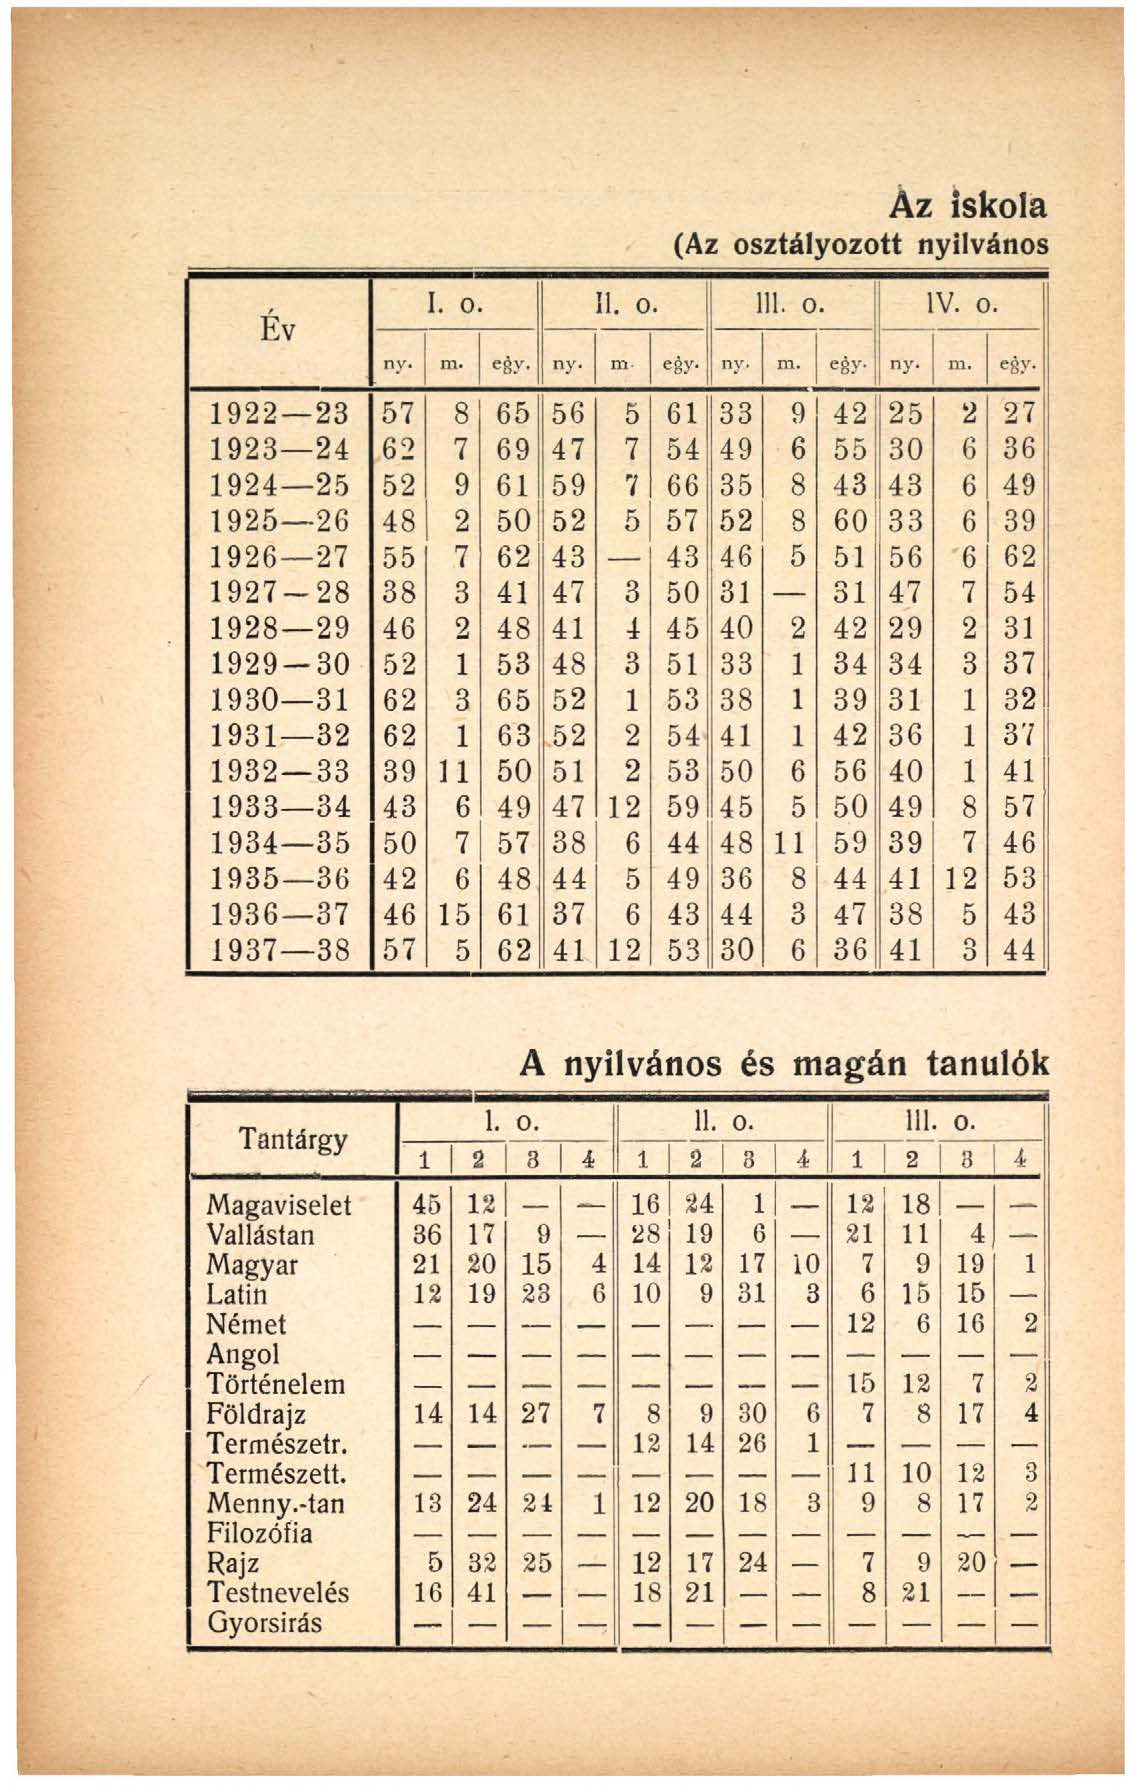 Az iskola
(Az osztályozott nyilvános
Év I. o. II. o. III. o. IV. o.
ny. m. egy. ny. m. egy. ny. m. egy. ny. m. egy.
1922—23 57 8 65 56 5 61 33 9 42 25 2 27
1923—24 62 7 69 47 7 54 49 6 55 30 6 36
1924—25 52 9 61 59 7 66 35 8 43 43 6 49
1925—26 48 2 50 52 5 57 52 8 60 33 6 39
1926—27 55 7 62 43 — 43 46 5 51 56 6 62
1927—28 38 3 41 47 3 50 31 — 31 47 7 54
1928—29 46 2 48 41 4 45 40 2 42 29 2 31
1929—30 52 1 53 48 3 51 33 1 34 34 3 37
1930—31 62 3 65 52 1 53 38 1 39 31 1 32
1931—32 62 1 63 52 2 54 41 1 42 36 1 37
1932—33 39 11 50 51 2 53 50 6 56 40 1 41
1933—34 43 6 49 47 12 59 45 5 50 49 8 57
1934—35 50 7 57 38 6 44 48 11 59 39 7 46
1935—36 42 6 48 44 5 49 36 8 44 41 12 53
1936—37 46 15 61 37 6 43 44 3 47 38 5 43
1937—38 57 5 62 41 12 53 30 6 36 41 3 44
A nyilvános és magán tanulók
Tantárgy I. o. II. o. III. o.
1 2 3 4 1 2 3 4 1 2 3 4
Magaviselet 45 12 — — 16 24 1 — 12 18 — —
Vallástan 36 17 9 — 28 19 6 — 21 11 4 —
Magyar 21 20 15 4 14 12 17 10 7 9 19 1
Latin 12 19 23 6 10 9 31 3 6 15 15 —
Német — — — — — — — — 12 6 16 2
Angol — — — — — — — — — — — —
Történelem — — — — — — — — 15 12 7 2
Földrajz 14 14 27 7 8 9 30 6 7 8 17 4
Természetr. — — — — 12 14 26 1 — — — —
Természett. — — — — — — — — 11 10 12 3
Menny.-tan 13 24 24 1 12 20 18 3 9 8 17 2
Filozófia — — — — — — — — — — — —
Rajz 5 32 25 — 12 17 24 — 7 9 20 —
Testnevelés 16 41 — — 18 21 — — 8 21 — —
Gyorsirás — — — — — — — — — — — —